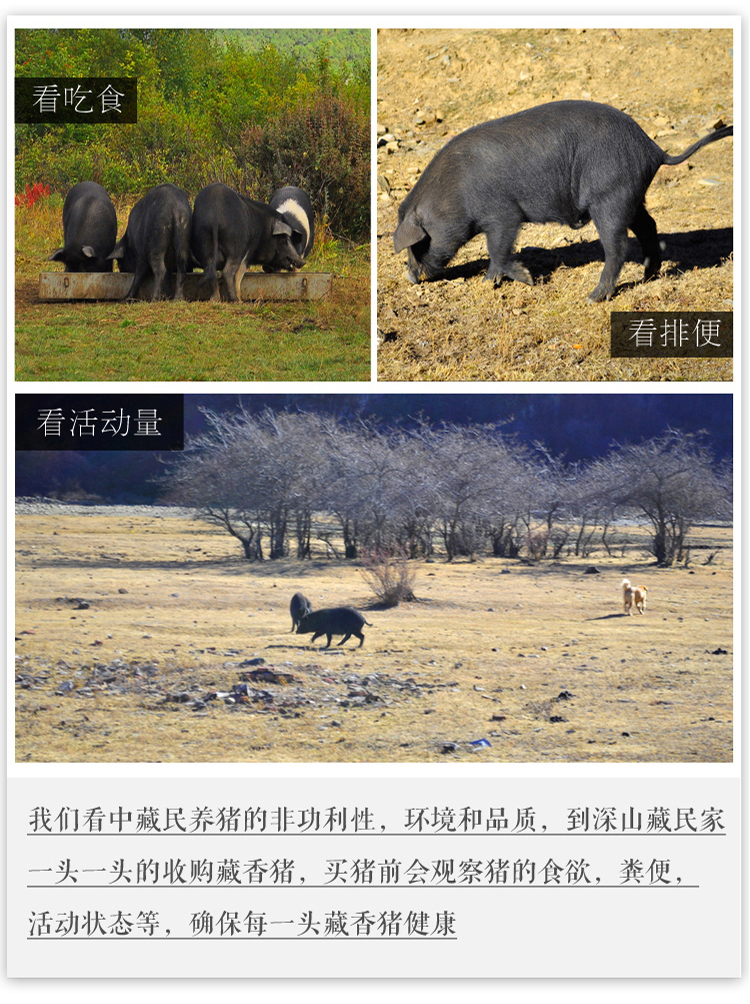 看吃食
看排便
看活动量
我们看中藏民养猪的非功利性，环境和品质，到深山藏民家
一头一头的收购藏香猪，买猪前会观察猪的食欲，粪便，
活动状态等，确保每一头藏香猪健康